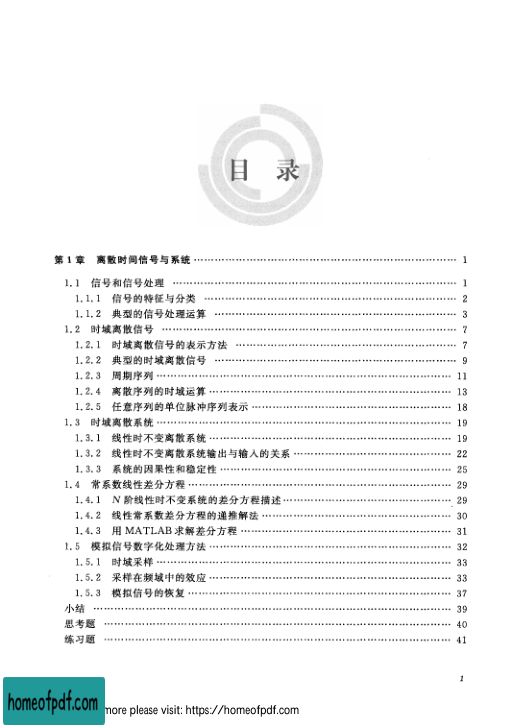 目 录
第 1 章 离散时间信号与系统 …………………………………………………… 1
1.1 信号和信号处理 …………………………………………………… 1
1.1.1 信号的特征与分类 …………………………………………………… 2
1.1.2 典型的信号处理运算 …………………………………………………… 3
1.2 时域离散信号 …………………………………………………… 7
1.2.1 时域离散信号的表示方法 …………………………………………………… 7
1.2.2 典型的时域离散信号 …………………………………………………… 9
1.2.3 周期序列 …………………………………………………… 11
1.2.4 离散序列的时域运算 …………………………………………………… 13
1.2.5 任意序列的单位脉冲序列表示 …………………………………………………… 18
1.3 时域离散系统 …………………………………………………… 19
1.3.1 线性时不变离散系统 …………………………………………………… 19
1.3.2 线性时不变离散系统输出与输入的关系 …………………………………………………… 22
1.3.3 系统的因果性和稳定性 …………………………………………………… 25
1.4 常系数线性差分方程 …………………………………………………… 29
1.4.1 N 阶线性时不变系统的差分方程描述 …………………………………………………… 29
1.4.2 线性常系数差分方程的递推解法 …………………………………………………… 30
1.4.3 用 MATLAB 求解差分方程 …………………………………………………… 31
1.5 模拟信号数字化处理方法 …………………………………………………… 32
1.5.1 时域采样 …………………………………………………… 33
1.5.2 采样在频域中的效应 …………………………………………………… 33
1.5.3 模拟信号的恢复 …………………………………………………… 37
小结 …………………………………………………… 39
思考题 …………………………………………………… 40
练习题 …………………………………………………… 41
1
homeofpdf.com
more please visit: https://homeofpdf.com